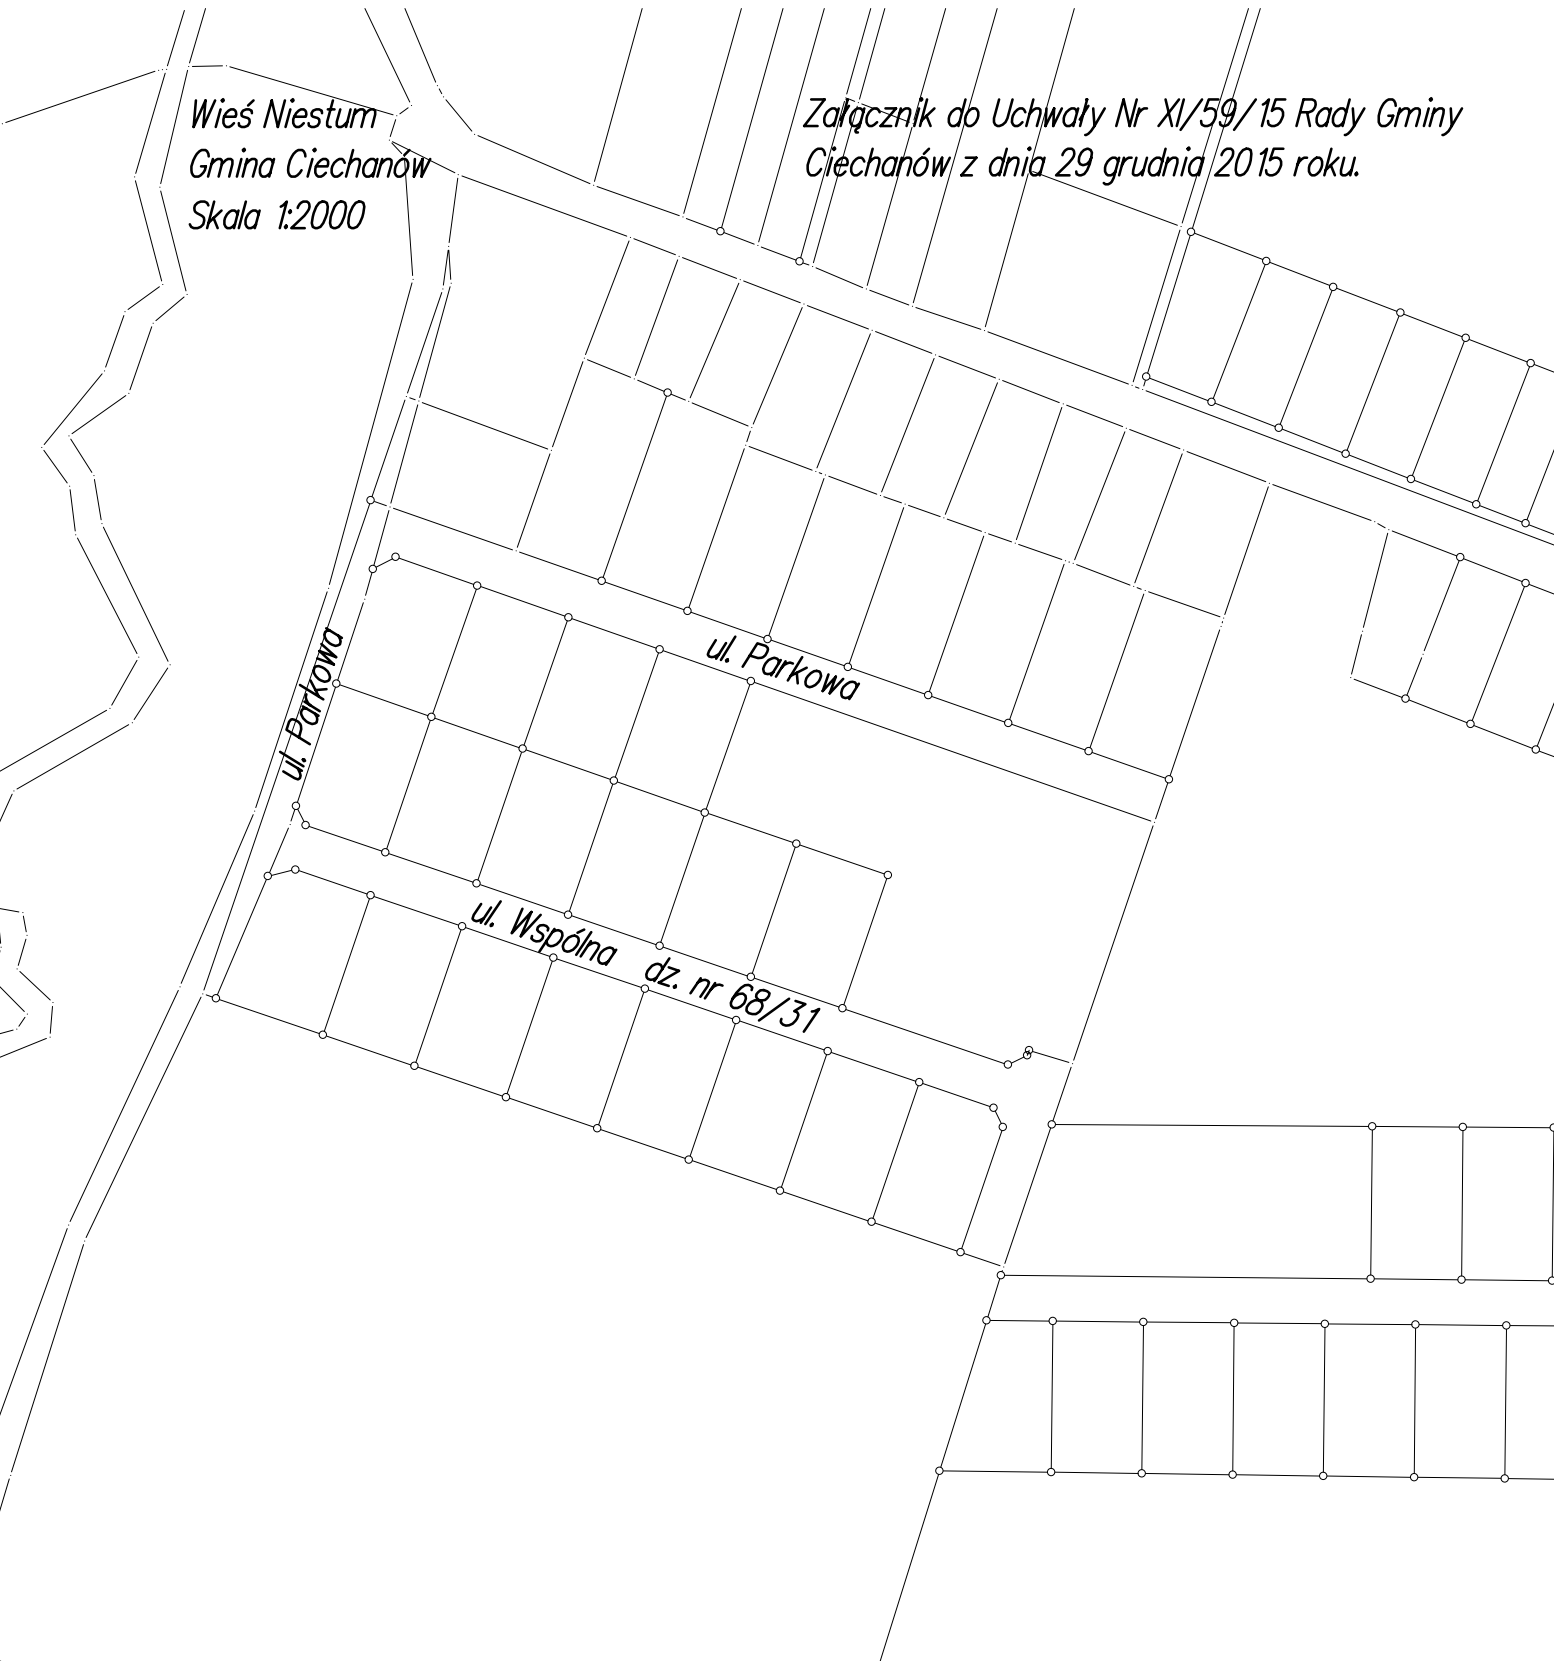 Wieś Niestum
Gmina Ciechanów
Skala 1:2000
Załącznik do Uchwały Nr XI/59/15 Rady Gminy
Ciechanów z dnia 29 grudnia 2015 roku.
ul. Parkowa
ul. Parkowa
ul. Wspólna dz. nr 68/31